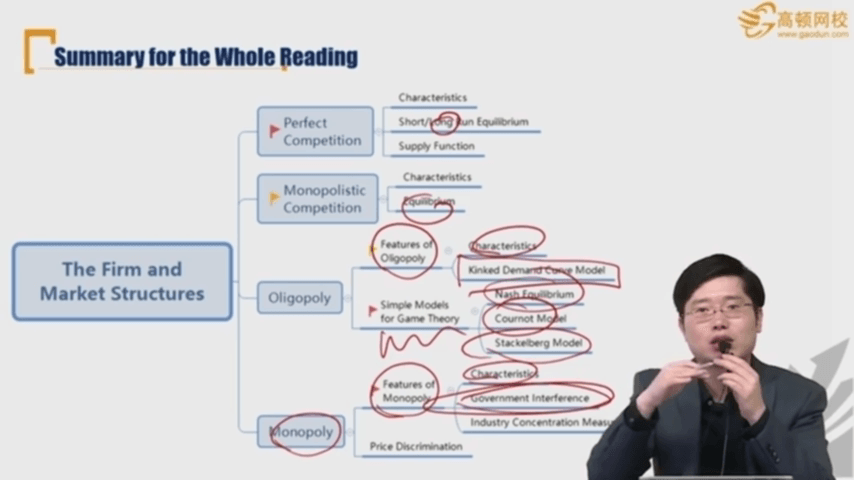 高顿网校
www.gaodun.com
Summary for the Whole Reading
Characteristics
Perfect
Competition
Short/Long Run Equilibrium
Supply Function
Characteristics
Monopolistic
Competition
Equilibrium
Features of
Oligopoly
Characteristics
Kinked Demand Curve Model
The Firm and
Market Structures
Oligopoly
Simple Models
for Game Theory
Nash Equilibrium
Cournot Model
Stackelberg Model
Features of
Monopoly
Characteristics
Government Interference
Industry Concentration
Monopoly
Price Discrimination